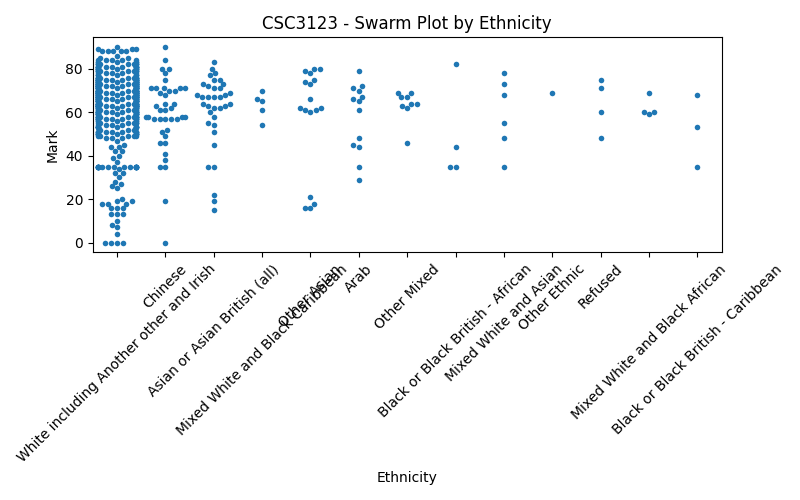 CSC3123 - Swarm Plot by Ethnicity
Mark
80
60
40
20
0
White including Another other and Irish
Chinese
Asian or Asian British (all)
Mixed White and Black Caribbean
Other Asian
Arab
Other Mixed
Black or Black British - African
Mixed White and Asian
Other Ethnic
Refused
Mixed White and Black African
Black or Black British - Caribbean
Ethnicity